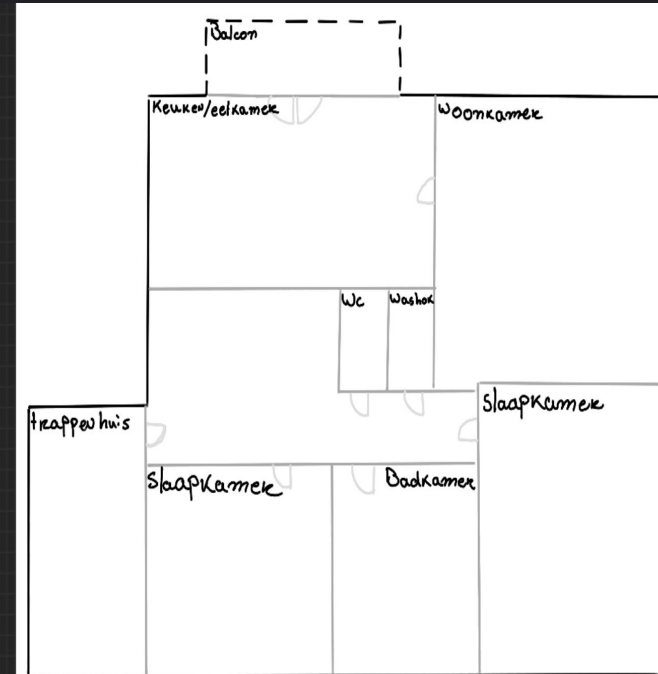 Balcon
Keuken/eetkamer
Woonkamer
Wc
Washok
Slaapkamer
trappenhuis
Slaapkamer
Badkamer